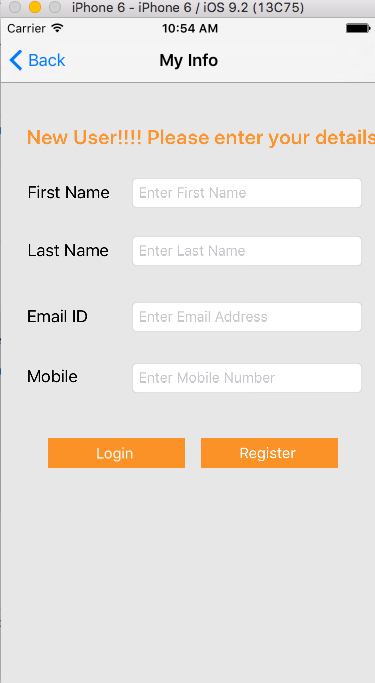 iPhone 6 - iPhone 6 / iOS 9.2 (13C75)
Carrier 10:54 AM
Back My Info
New User!!!! Please enter your details
First Name Enter First Name
Last Name Enter Last Name
Email ID Enter Email Address
Mobile Enter Mobile Number
Login Register